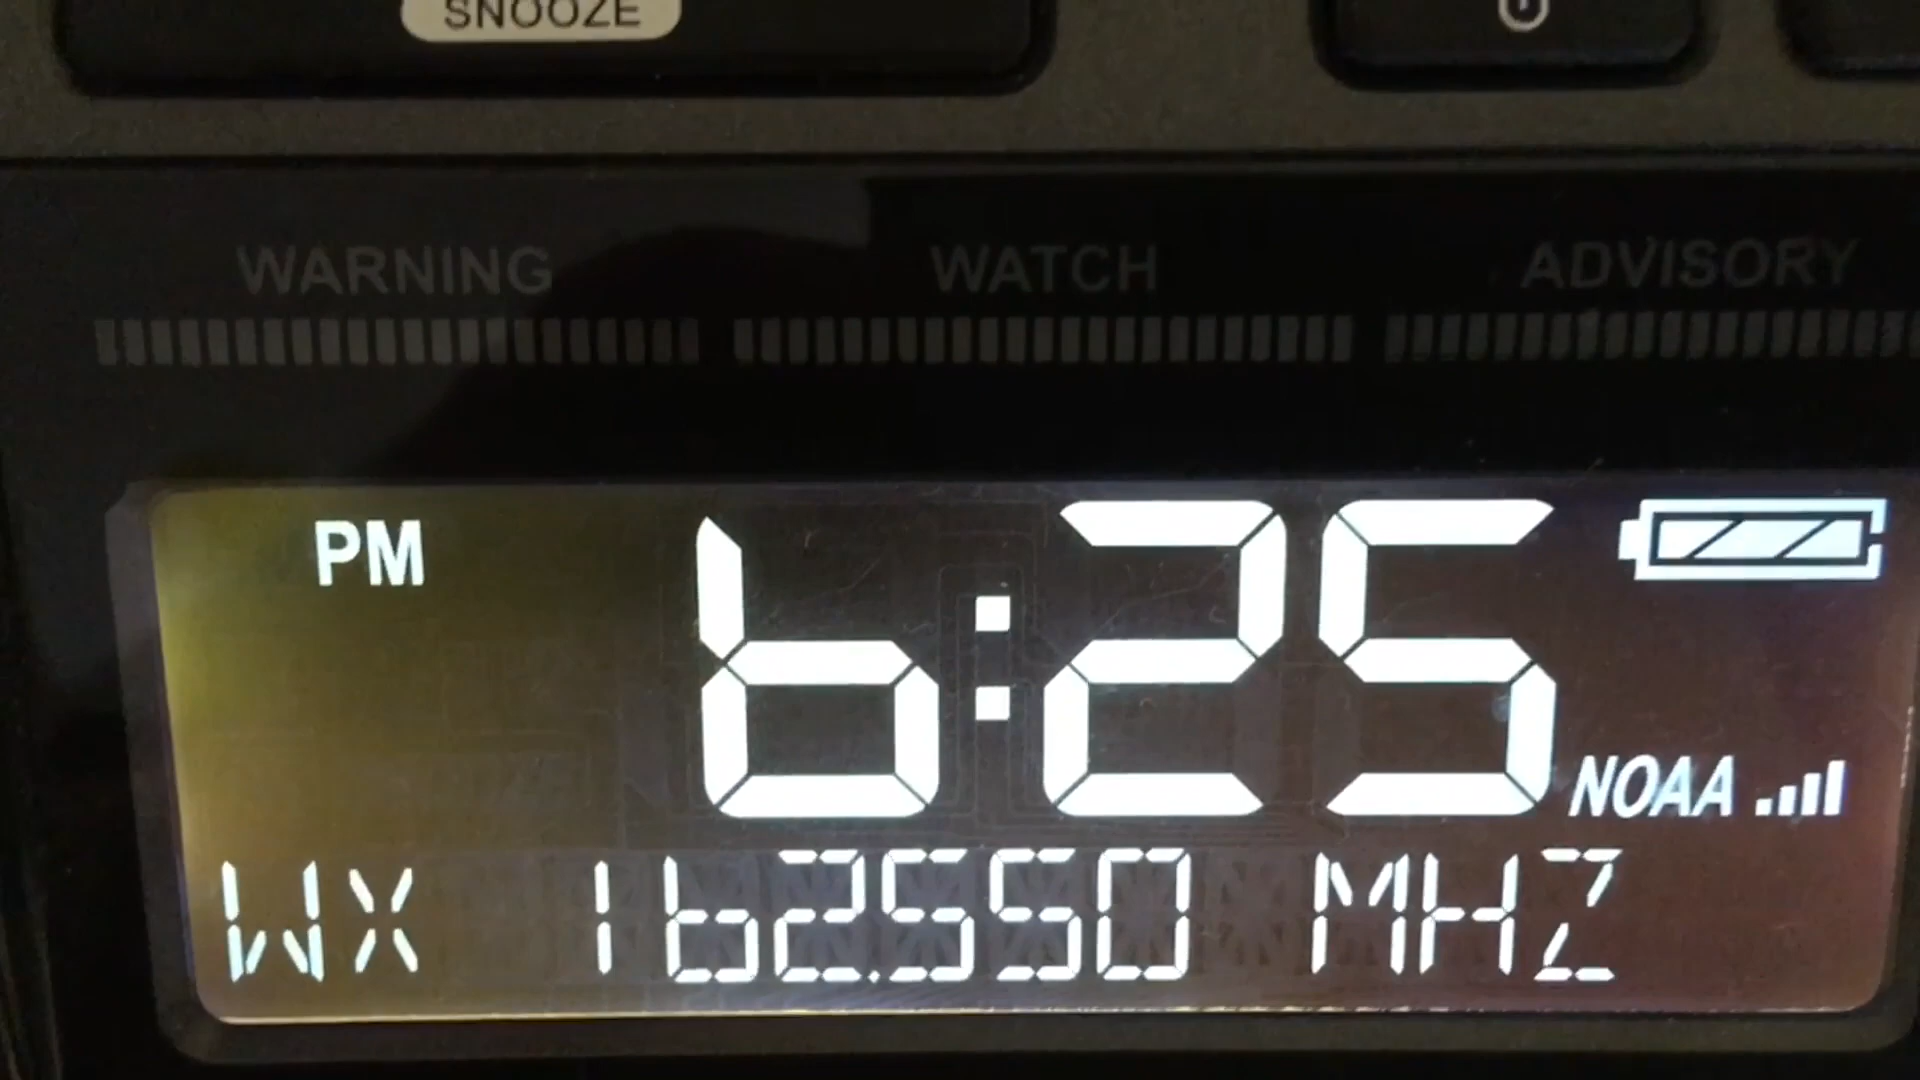 SNOOZE
WARNING WATCH ADVISORY
PM 6:25
NOAA
WX 162.550 MHZ